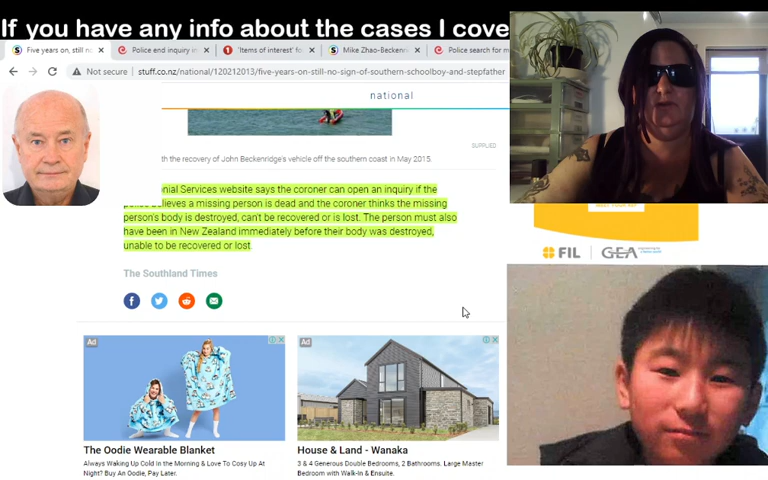 If you have any info about the cases I cove
Five years on, still n
Police end inquiry in
'Items of interest' fo
Mike Zhao-Beckenri
Police search for m
Not secure
stuff.co.nz/national/120212013/five-years-on-still-no-sign-of-southern-schoolboy-and-stepfather
national
SUPPLIED
th the recovery of John Beckenridge's vehicle off the southern coast in May 2015.
nial Services website says the coroner can open an inquiry if the
believes a missing person is dead and the coroner thinks the missing
person's body is destroyed, can't be recovered or is lost. The person must also
have been in New Zealand immediately before their body was destroyed,
unable to be recovered or lost
The Southland Times
FIL
GEA
Ad
Ad
The Oodie Wearable Blanket
Always Waking Up Cold In the Morning & Love To Cosy Up At
Night? Buy An Oodie, Pay Later.
House & Land - Wanaka
3 & 4 Generous Double Bedrooms, 2 Bathrooms. Large Master
Bedroom with Walk-In & Ensuite.